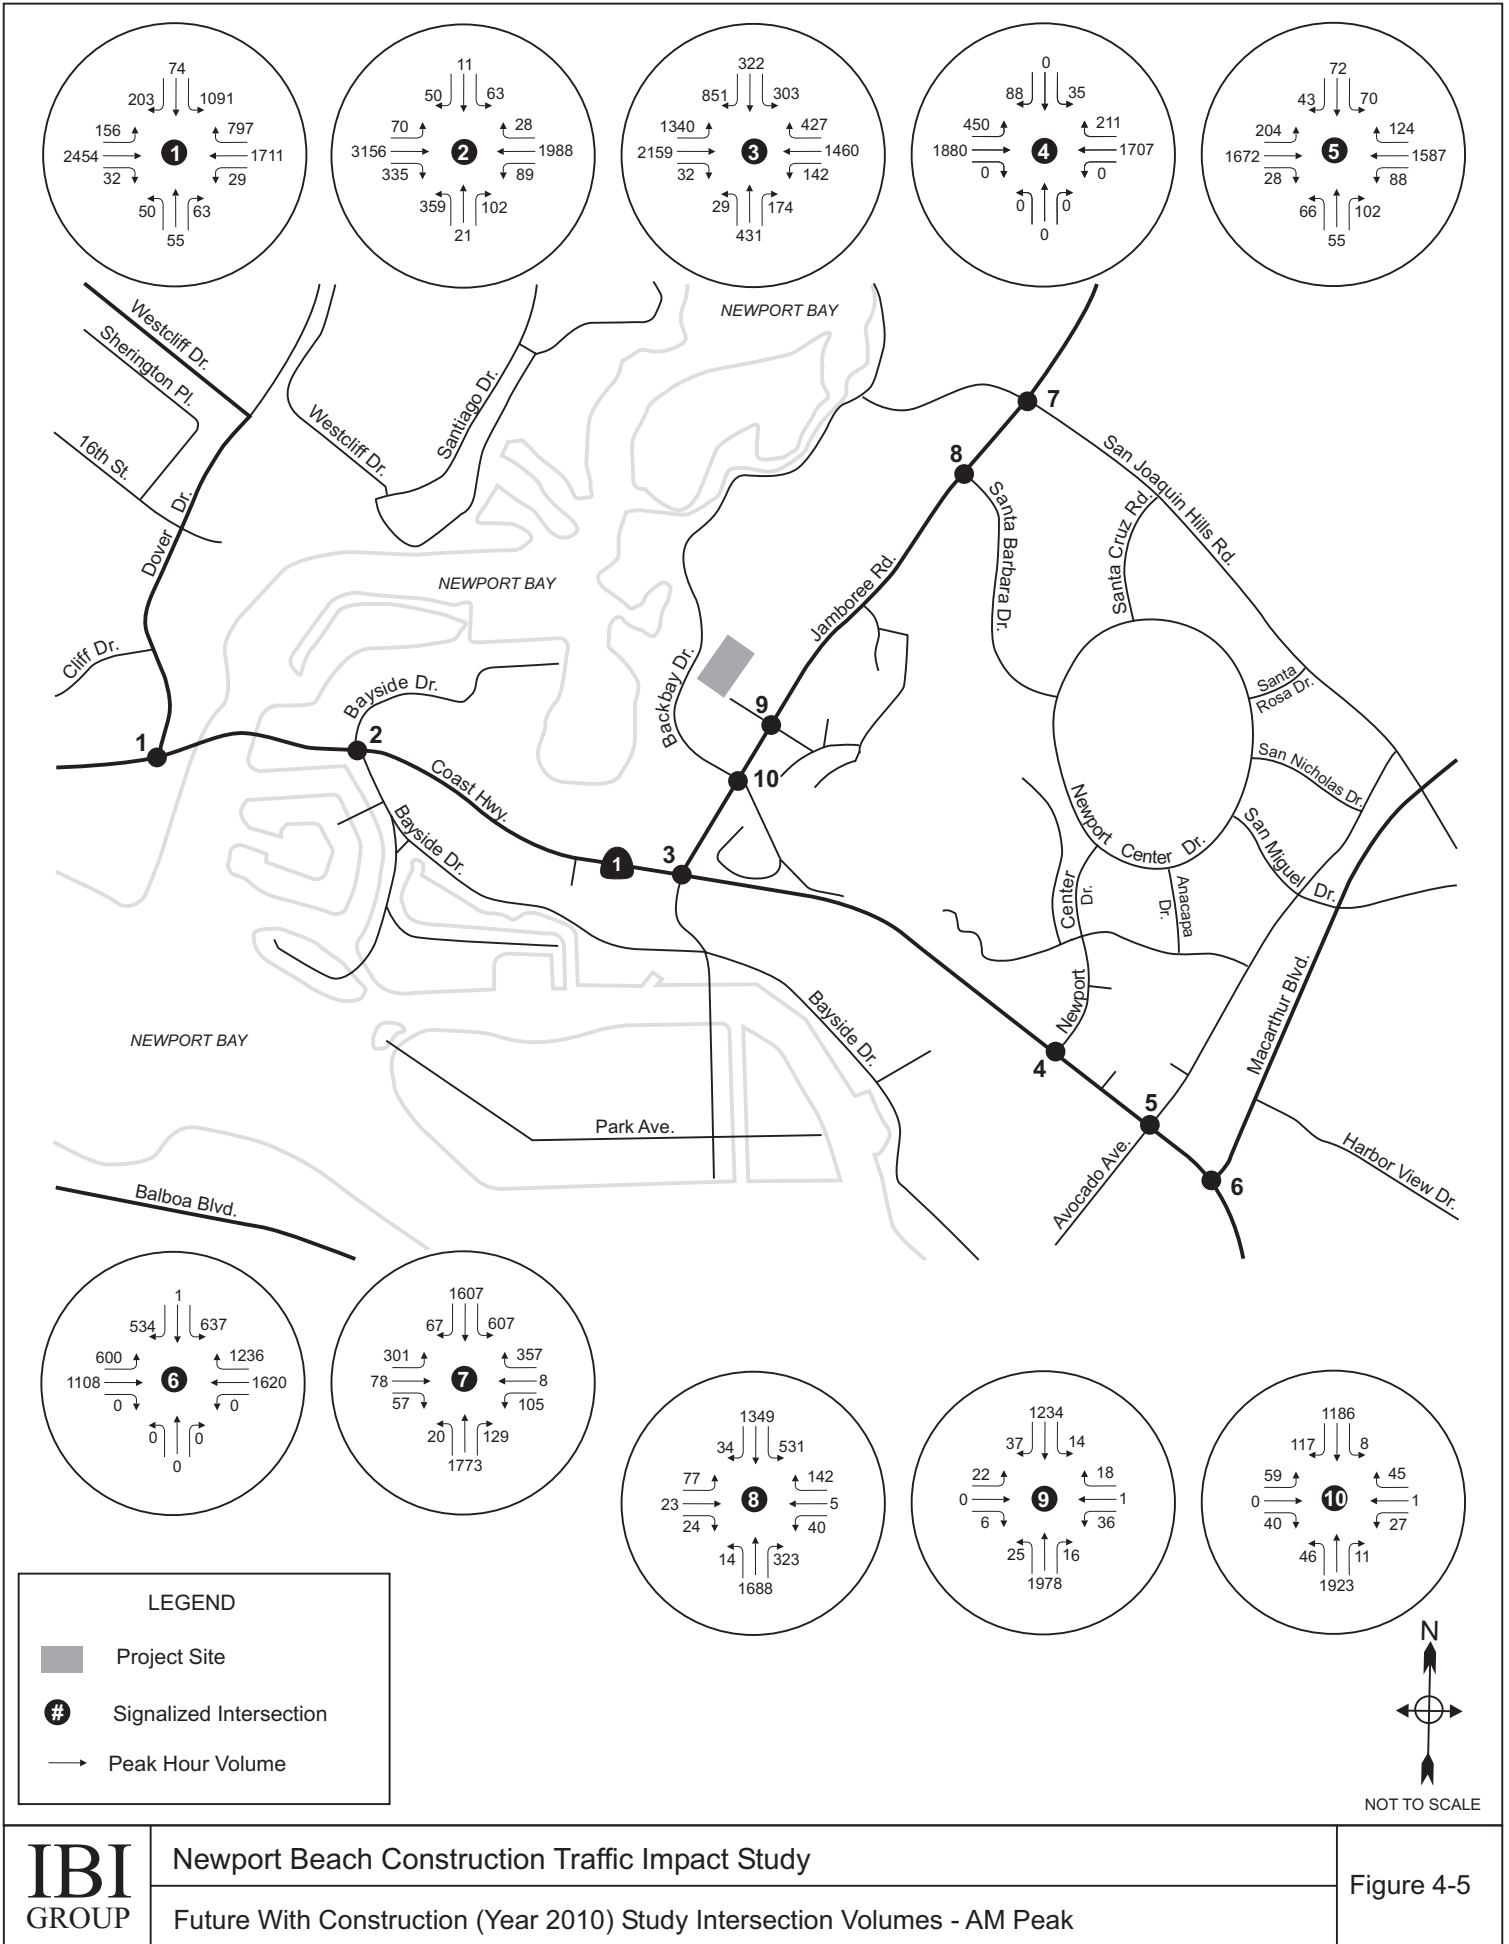 74
203 1091
156 797
2454 1 1711
32 29
50 63
55
11
50 63
70 28
3156 2 1988
335 89
359 102
21
322
851 303
1340 427
2159 3 1460
32 142
29 174
431
0
88 35
450 211
1880 4 1707
0 0
0 0
0
72
43 70
204 124
1672 5 1587
28 88
66 102
55
NEWPORT BAY
Westcliff Dr.
Sherington Pl.
16th St.
Dover Dr.
Cliff Dr.
Westcliff Dr.
Santiago Dr.
7
8
San Joaquin Hills Rd.
Santa Cruz Rd.
Santa Barbara Dr.
Jamboree Rd.
NEWPORT BAY
Backbay Dr.
Bayside Dr.
Santa
Rosa Dr.
9
1
2
10
Coast Hwy.
San Nicholas Dr.
Newport Center Dr.
San Miguel Dr.
Bayside Dr.
1
3
Center
Dr.
Anacapa
Dr.
Newport
Macarthur Blvd.
Bayside Dr.
NEWPORT BAY
4
5
Park Ave.
Avocado Ave.
6
Harbor View Dr.
Balboa Blvd.
1
534 637
600 1236
1108 6 1620
0 0
0 0
0
1607
67 607
301 357
78 7 8
57 105
20 129
1773
1349
34 531
77 142
23 8 5
24 40
14 323
1688
1234
37 14
22 18
0 9 1
6 36
25 16
1978
1186
117 8
59 45
0 10 1
40 27
46 11
1923
LEGEND
Project Site
# Signalized Intersection
Peak Hour Volume
N
NOT TO SCALE
IBI
GROUP
Newport Beach Construction Traffic Impact Study
Future With Construction (Year 2010) Study Intersection Volumes - AM Peak
Figure 4-5